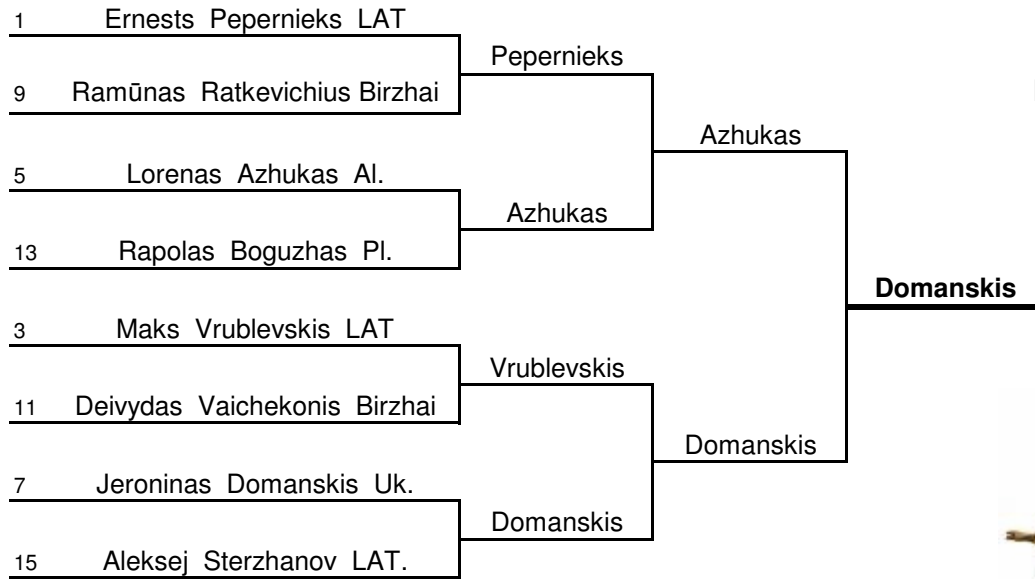 1 Ernests Pepernieks LAT
Pepernieks
9 Ramūnas Ratkevichius Birzhai
Azhukas
5 Lorenas Azhukas Al.
Azhukas
13 Rapolas Boguzhas Pl.
Domanskis
3 Maks Vrublevskis LAT
Vrublevskis
11 Deivydas Vaichekonis Birzhai
Domanskis
7 Jeroninas Domanskis Uk.
Domanskis
15 Aleksej Sterzhanov LAT.